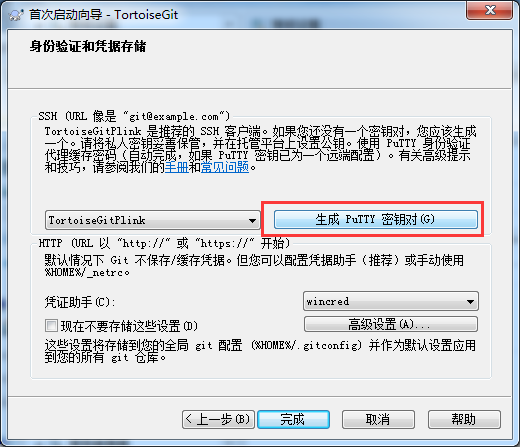 首次启动向导 - TortoiseGit
身份验证和凭据存储
SSH (URL 像是 "git@example.com")
TortoiseGitPlink 是推荐的 SSH 客户端。如果您还没有一个密钥对，您应该生成
一个。请将私人密钥妥善保管，并在托管平台上设置公钥。使用 PuTTY 身份验证
代理缓存密码(自动完成，如果 PuTTY 密钥已为一个远端配置)。有关高级提示
和技巧，请参阅我们的手册和常见问题。
TortoiseGitPlink
生成 PuTTY 密钥对(G)
HTTP (URL 以 "http://" 或 "https://" 开始)
默认情况下 Git 不保存/缓存凭据。但您可以配置凭据助手（推荐）或手动使用
%HOME%/_netrc。
凭证助手(C):
wincred
现在不要存储这些设置(D)
高级设置(A)...
这些设置将存储到您的全局 git 配置 (%HOME%/.gitconfig) 并作为默认设置应用
到您的所有 git 仓库。
< 上一步(B)
完成
取消
帮助